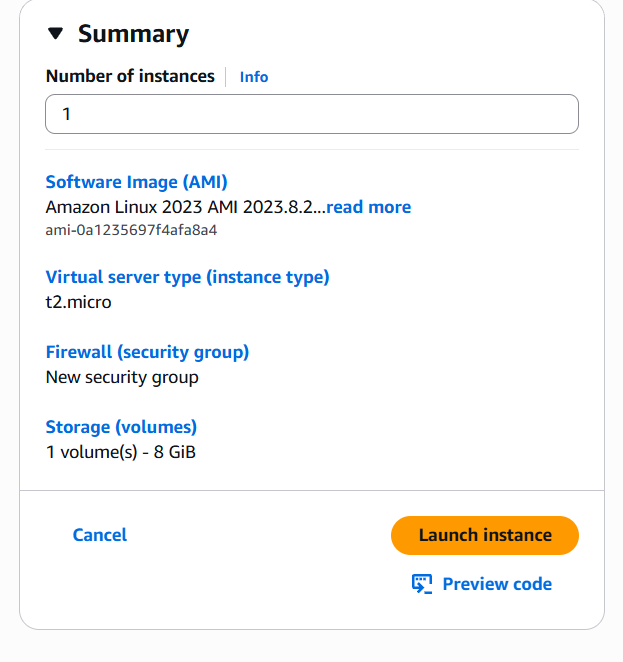 Summary
Number of instances Info
1
Software Image (AMI)
Amazon Linux 2023 AMI 2023.8.2...read more
ami-0a1235697f4afa8a4
Virtual server type (instance type)
t2.micro
Firewall (security group)
New security group
Storage (volumes)
1 volume(s) - 8 GiB
Cancel Launch instance
Preview code